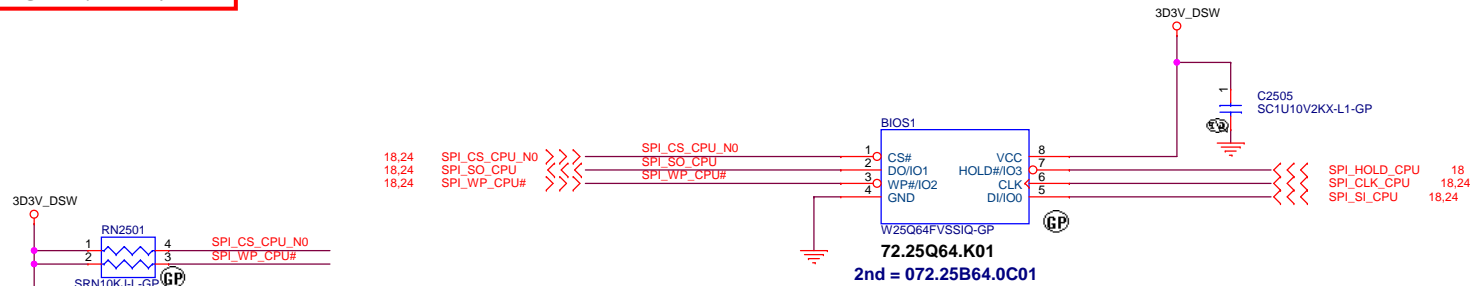 3D3V_DSW
C2505
SC1U10V2KX-L1-GP
1
BIOS1
18,24 SPI_CS_CPU_N0 SPI_CS_CPU_N0 1 CS# VCC 8
18,24 SPI_SO_CPU SPI_SO_CPU 2 DO/IO1 HOLD#/IO3 7 SPI_HOLD_CPU 18
18,24 SPI_WP_CPU# SPI_WP_CPU# 3 WP#/IO2 CLK 6 SPI_CLK_CPU 18,24
4 GND DI/IO0 5 SPI_SI_CPU 18,24
W25Q64FVSSIQ-GP
GP
72.25Q64.K01
2nd = 072.25B64.0C01
3D3V_DSW
RN2501
1 4 SPI_CS_CPU_N0
2 3 SPI_WP_CPU#
SRN10KJ-L-GP
GP